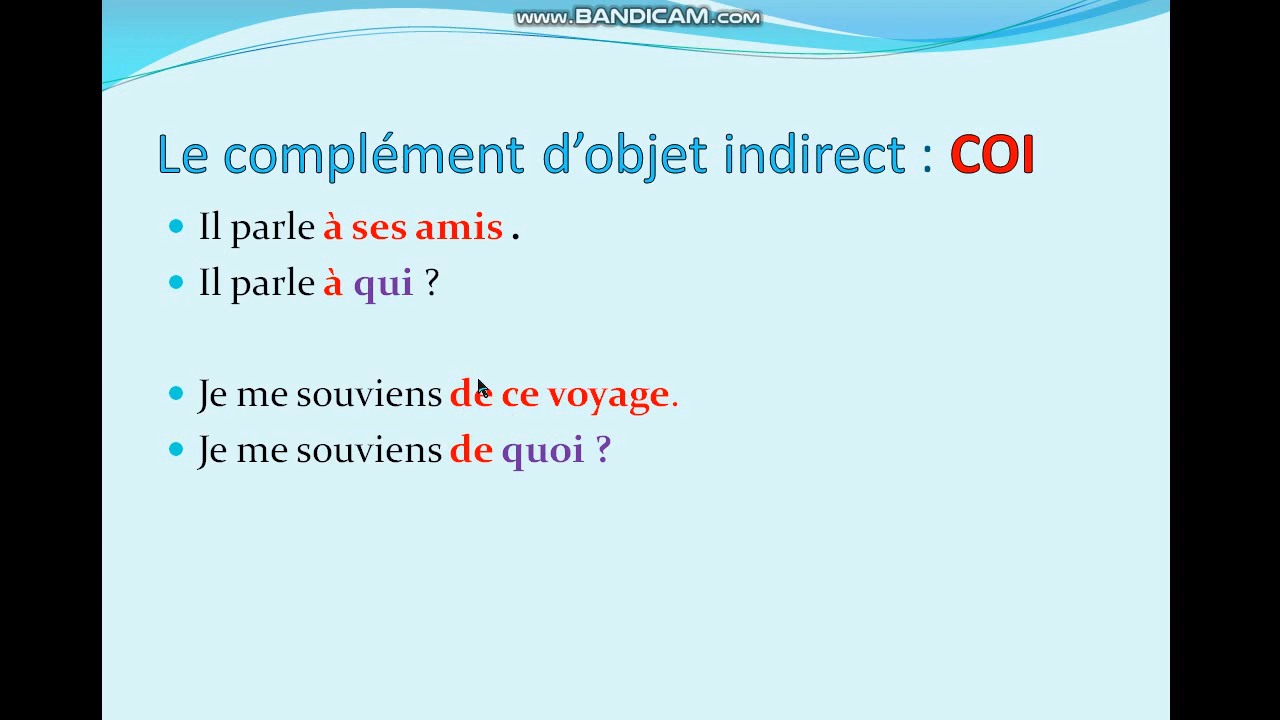 www.BANDICAM.com
Le complément d’objet indirect : COI
Il parle à ses amis .
Il parle à qui ?
Je me souviens de ce voyage.
Je me souviens de quoi ?